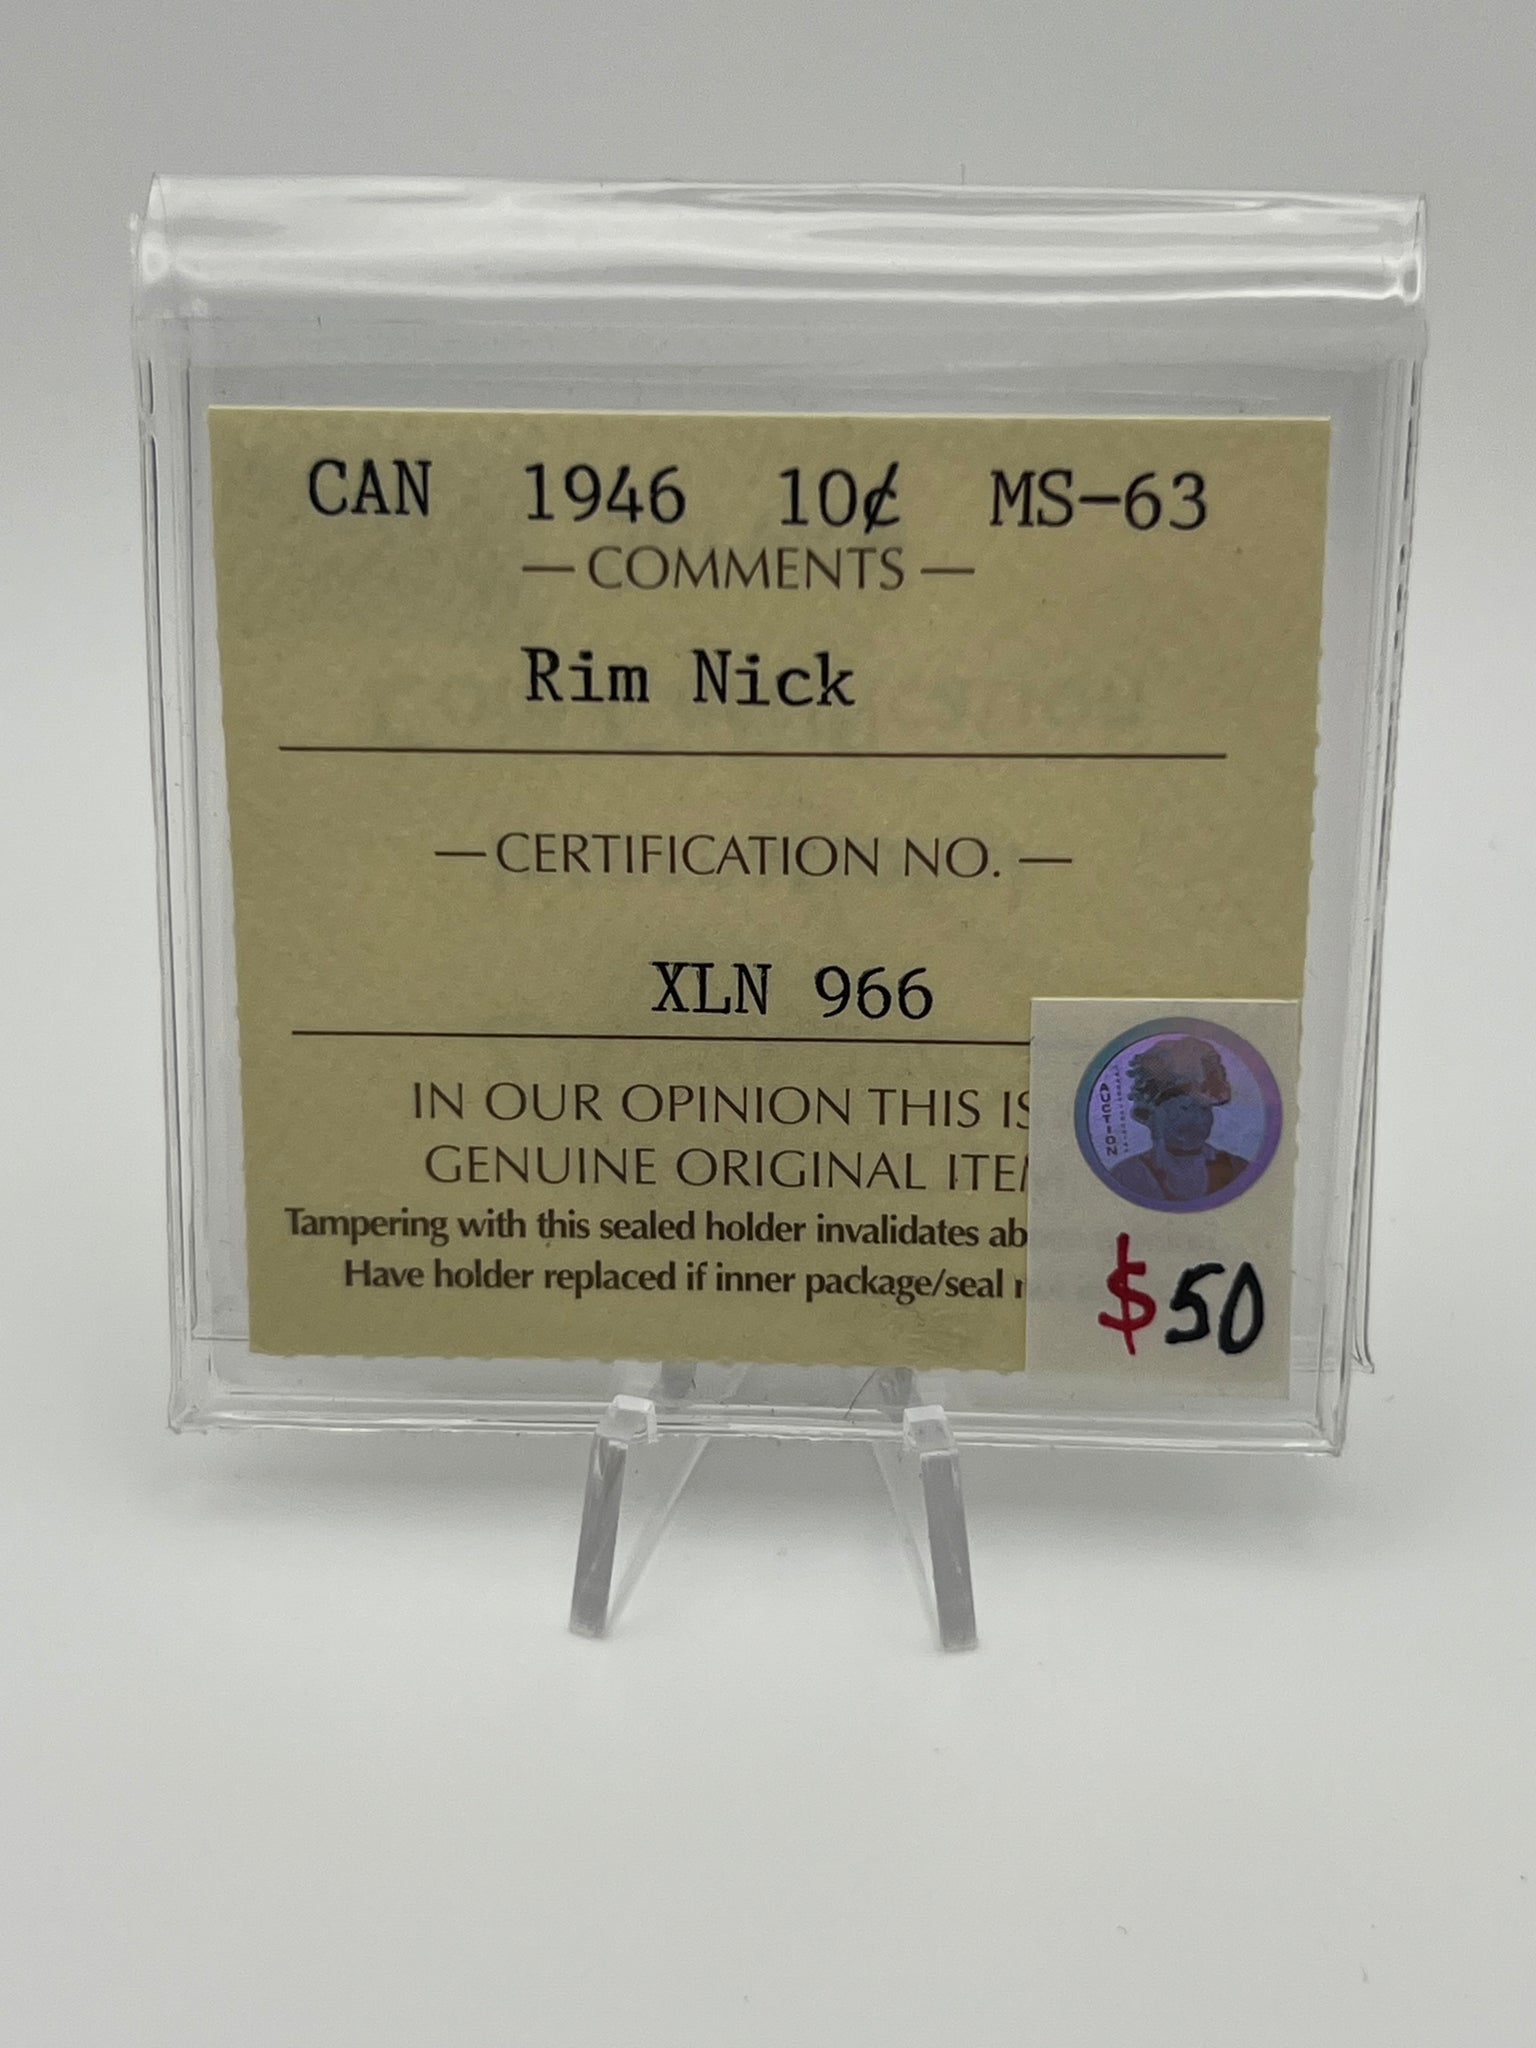 CAN 1946 10¢ MS-63
— COMMENTS —
Rim Nick
— CERTIFICATION NO. —
XLN 966
IN OUR OPINION THIS IS
GENUINE ORIGINAL ITEM
Tampering with this sealed holder invalidates ab
Have holder replaced if inner package/seal
AUCTION
$50